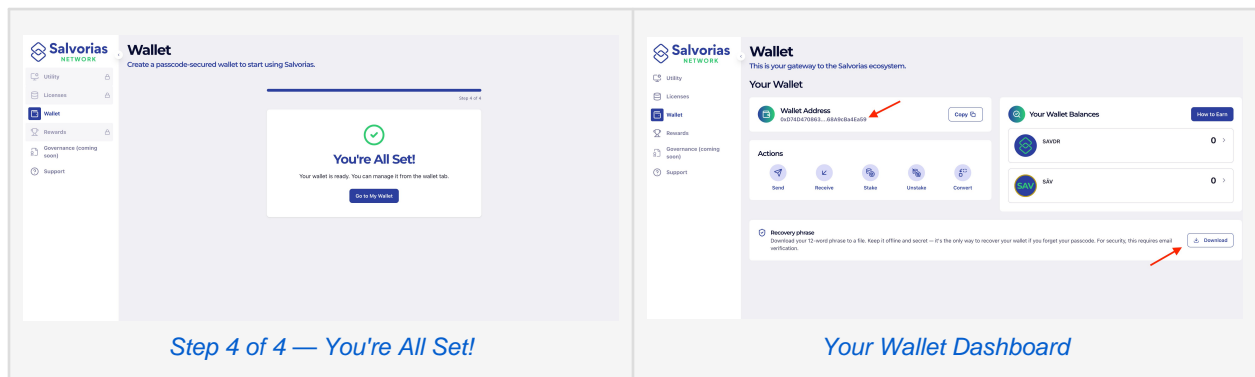 Salvorias
NETWORK
Utility
Licenses
Wallet
Rewards
Governance (coming
soon)
Support
Wallet
Create a passcode-secured wallet to start using Salvorias.
Step 4 of 4
You're All Set!
Your wallet is ready. You can manage it from the wallet tab.
Go to My Wallet
Step 4 of 4 — You're All Set!
Salvorias
NETWORK
Utility
Licenses
Wallet
Rewards
Governance (coming
soon)
Support
Wallet
This is your gateway to the Salvorias ecosystem.
Your Wallet
Wallet Address
0xD74D470863....68A9cBa4Ea59
Copy
Actions
Send
Receive
Stake
Unstake
Convert
Your Wallet Balances
How to Earn
SAVDR
0
SAV
SÁV
0
Recovery phrase
Download your 12-word phrase to a file. Keep it offline and secret — it's the only way to recover your wallet if you forget your passcode. For security, this requires email
verification.
Download
Your Wallet Dashboard